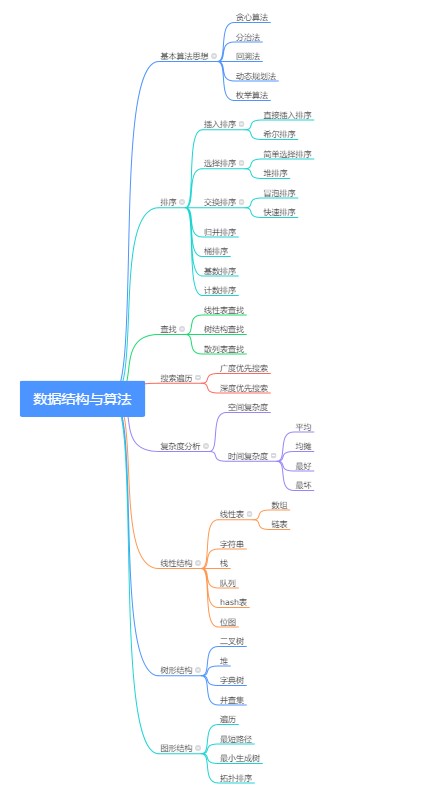 贪心算法
分治法
基本算法思想
回溯法
动态规划法
枚举算法
直接插入排序
插入排序
希尔排序
简单选择排序
选择排序
堆排序
冒泡排序
排序
交换排序
快速排序
归并排序
桶排序
基数排序
计数排序
线性表查找
查找
树结构查找
散列表查找
广度优先搜索
搜索遍历
深度优先搜索
数据结构与算法
空间复杂度
平均
复杂度分析
均摊
时间复杂度
最好
最坏
数组
线性表
链表
字符串
线性结构
栈
队列
hash表
位图
二叉树
堆
树形结构
字典树
并查集
遍历
最短路径
图形结构
最小生成树
拓扑排序